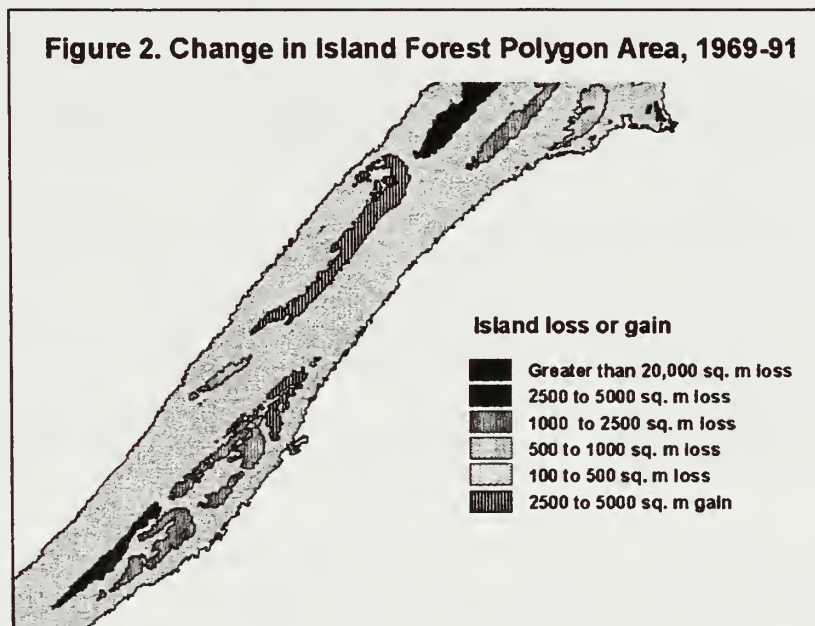 Figure 2. Change in Island Forest Polygon Area, 1969-91
Island loss or gain
Greater than 20,000 sq. m loss
2500 to 5000 sq. m loss
1000 to 2500 sq. m loss
500 to 1000 sq. m loss
100 to 500 sq. m loss
2500 to 5000 sq. m gain